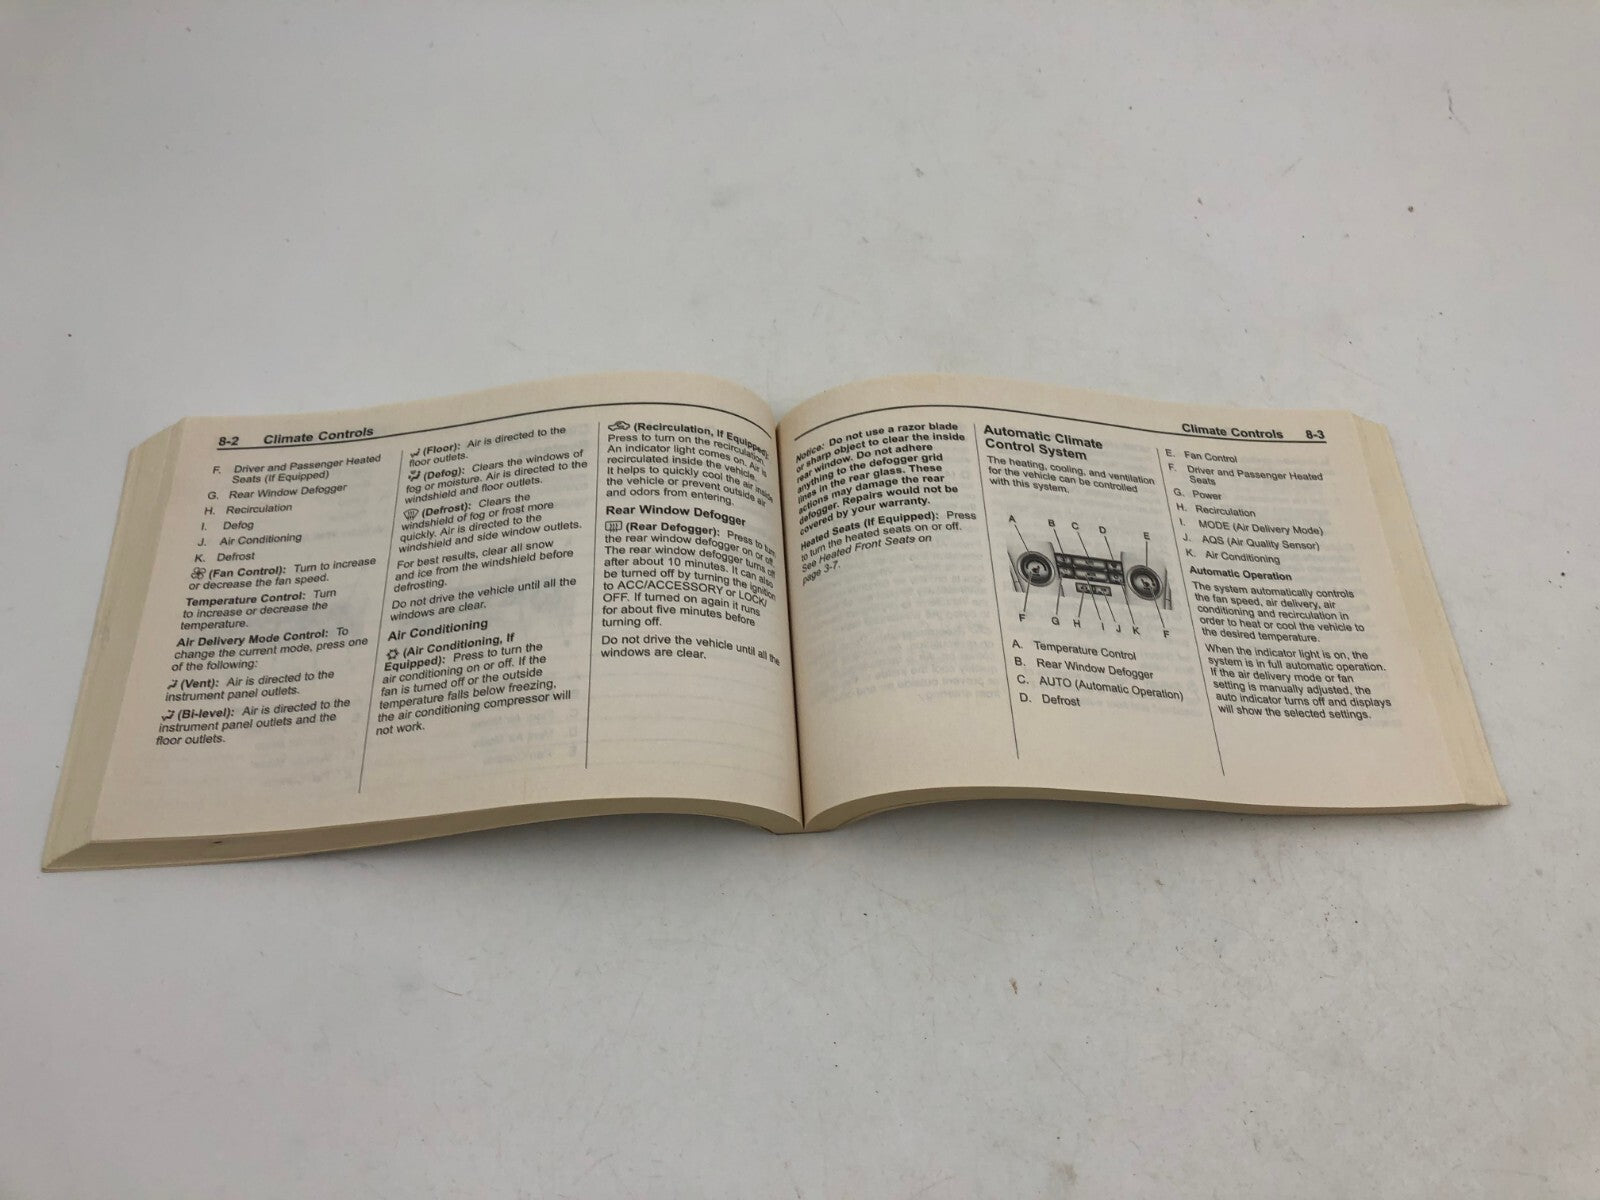 8-2 Climate Controls
F. Driver and Passenger Heated
Seats (If Equipped)
G. Rear Window Defogger
H. Recirculation
I. Defog
J. Air Conditioning
K. Defrost
(Fan Control): Turn to increase
or decrease the fan speed.
Temperature Control: Turn
to increase or decrease the
temperature.
Air Delivery Mode Control: To
change the current mode, press one
of the following:
(Vent): Air is directed to the
instrument panel outlets.
(Bi-level): Air is directed to the
instrument panel outlets and the
floor outlets.
(Floor): Air is directed to the
floor outlets.
(Defog): Clears the windows of
fog or moisture. Air is directed to the
windshield and floor outlets.
(Defrost): Clears the
windshield of fog or frost more
quickly. Air is directed to the
windshield and side window outlets.
For best results, clear all snow
and ice from the windshield before
defrosting.
Do not drive the vehicle until all the
windows are clear.
Air Conditioning
(Air Conditioning, If
Equipped): Press to turn the
air conditioning on or off. If the
fan is turned off or the outside
temperature falls below freezing,
the air conditioning compressor will
not work.
(Recirculation, If Equipped):
Press to turn on the recirculation.
An indicator light comes on. Air is
recirculated inside the vehicle.
It helps to quickly cool the air inside
the vehicle or prevent outside air
and odors from entering.
Rear Window Defogger
(Rear Defogger): Press to turn
the rear window defogger on or off.
The rear window defogger turns off
after about 10 minutes. It can also
be turned off by turning the ignition
to ACC/ACCESSORY or LOCK/
OFF. If turned on again it runs
for about five minutes before
turning off.
Do not drive the vehicle until all the
windows are clear.
Climate Controls 8-3
Notice: Do not use a razor blade
or sharp object to clear the inside
rear window. Do not adhere
anything to the defogger grid
lines in the rear glass. These
actions may damage the rear
defogger. Repairs would not be
covered by your warranty.
Heated Seats (If Equipped): Press
to turn the heated seats on or off.
See Heated Front Seats on
page 3-7.
Automatic Climate
Control System
The heating, cooling, and ventilation
for the vehicle can be controlled
with this system.
A B C D E
F G H I J K F
A. Temperature Control
B. Rear Window Defogger
C. AUTO (Automatic Operation)
D. Defrost
E. Fan Control
F. Driver and Passenger Heated
Seats
G. Power
H. Recirculation
I. MODE (Air Delivery Mode)
J. AQS (Air Quality Sensor)
K. Air Conditioning
Automatic Operation
The system automatically controls
the fan speed, air delivery, air
conditioning and recirculation in
order to heat or cool the vehicle to
the desired temperature.
When the indicator light is on, the
system is in full automatic operation.
If the air delivery mode or fan
setting is manually adjusted, the
auto indicator turns off and displays
will show the selected settings.